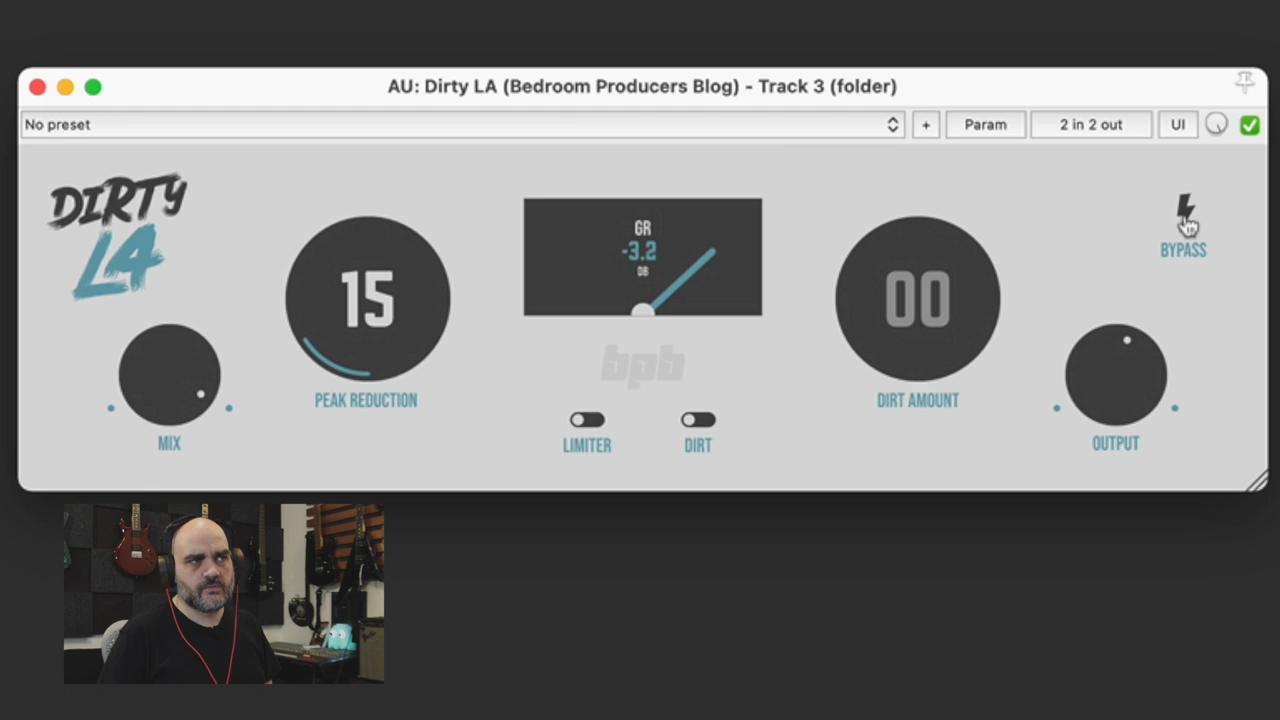 AU: Dirty LA (Bedroom Producers Blog) - Track 3 (folder)
No preset
+
Param
2 in 2 out
UI
DIRTY
LA
15
PEAK REDUCTION
MIX
GR
-3.2
DB
bpb
LIMITER
DIRT
00
DIRT AMOUNT
BYPASS
OUTPUT